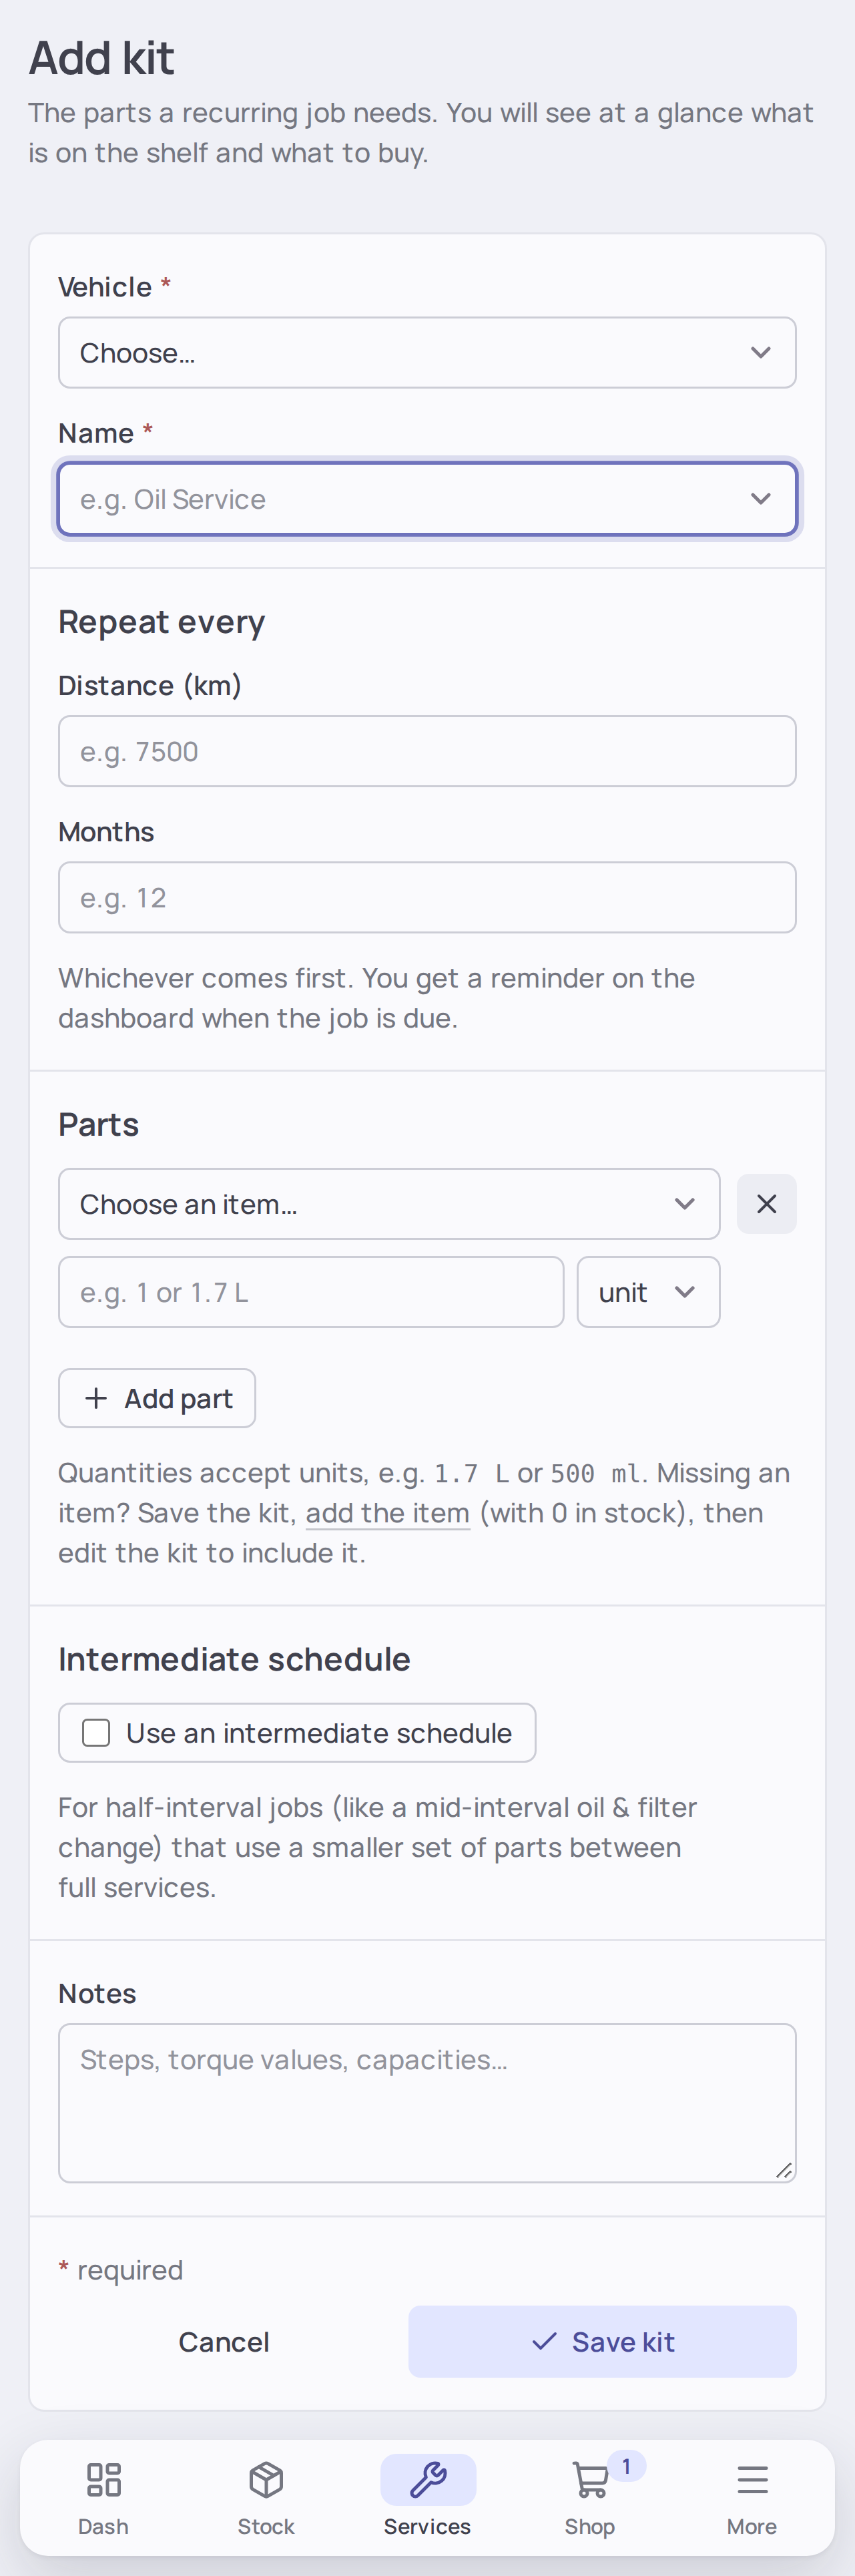 Add kit
The parts a recurring job needs. You will see at a glance what
is on the shelf and what to buy.
Vehicle *
Choose…
Name *
e.g. Oil Service
Repeat every
Distance (km)
e.g. 7500
Months
e.g. 12
Whichever comes first. You get a reminder on the
dashboard when the job is due.
Parts
Choose an item…
e.g. 1 or 1.7 L
unit
Add part
Quantities accept units, e.g. 1.7 L or 500 ml. Missing an
item? Save the kit, add the item (with 0 in stock), then
edit the kit to include it.
Intermediate schedule
Use an intermediate schedule
For half-interval jobs (like a mid-interval oil & filter
change) that use a smaller set of parts between
full services.
Notes
Steps, torque values, capacities…
* required
Cancel
Save kit
1
Dash
Stock
Services
Shop
More